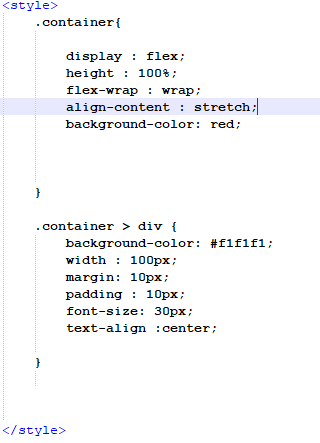 <style>
.container{
display : flex;
height : 100%;
flex-wrap : wrap;
align-content : stretch;
background-color: red;
}
.container > div {
background-color: #f1f1f1;
width : 100px;
margin: 10px;
padding : 10px;
font-size: 30px;
text-align :center;
}
</style>